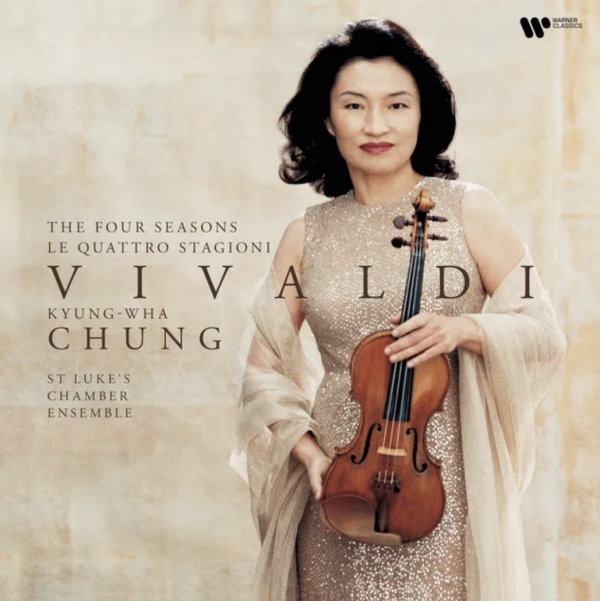 WARNER
CLASSICS
THE FOUR SEASONS
LE QUATTRO STAGIONI
VIVALDI
KYUNG-WHA
CHUNG
ST LUKE'S
CHAMBER
ENSEMBLE